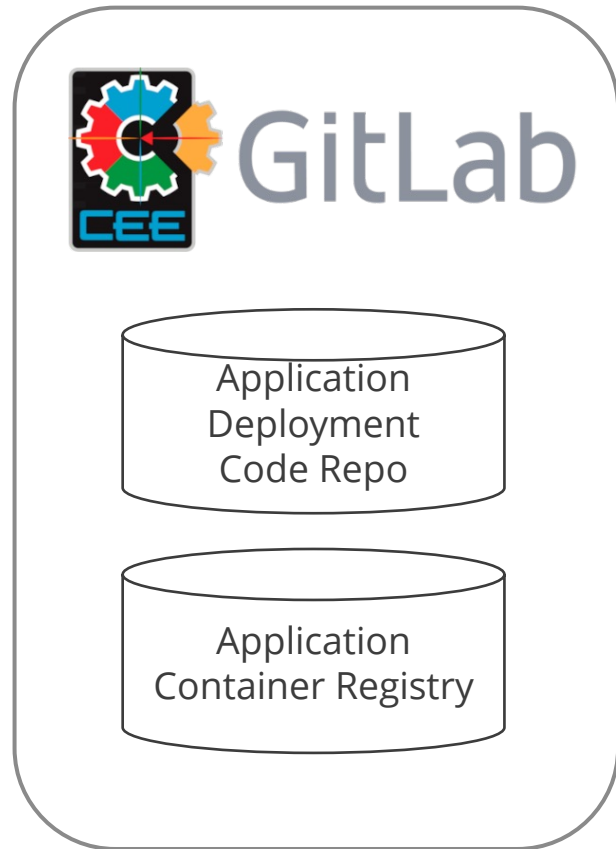 CEE
GitLab
Application
Deployment
Code Repo
Application
Container Registry